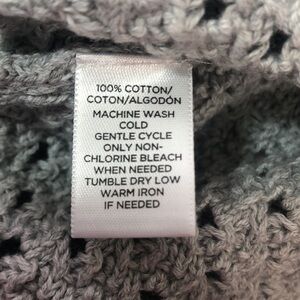 100% COTTON/
COTON/ALGODÓN
MACHINE WASH
COLD
GENTLE CYCLE
ONLY NON-
CHLORINE BLEACH
WHEN NEEDED
TUMBLE DRY LOW
WARM IRON
IF NEEDED